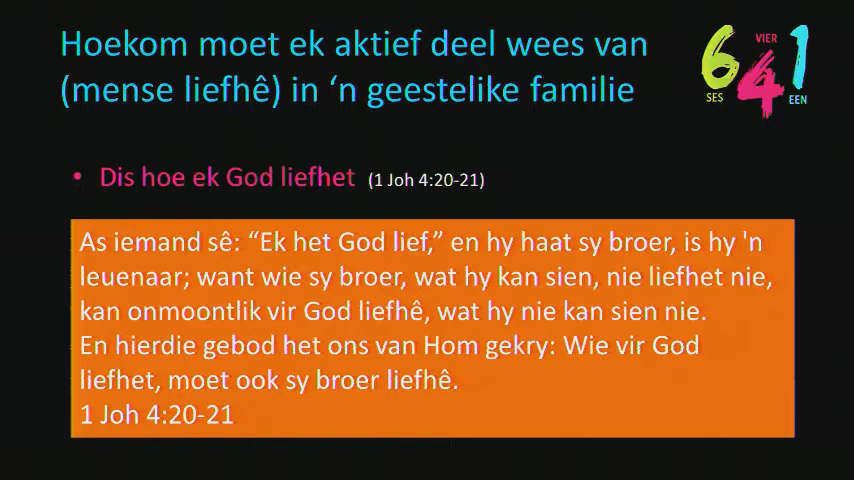 Hoekom moet ek aktief deel wees van
(mense liefhê) in ‘n geestelike familie
6 VIER 4 1
SES EEN
• Dis hoe ek God liefhet (1 Joh 4:20-21)
As iemand sê: “Ek het God lief,” en hy haat sy broer, is hy 'n
leuenaar; want wie sy broer, wat hy kan sien, nie liefhet nie,
kan onmoontlik vir God liefhê, wat hy nie kan sien nie.
En hierdie gebod het ons van Hom gekry: Wie vir God
liefhet, moet ook sy broer liefhê.
1 Joh 4:20-21